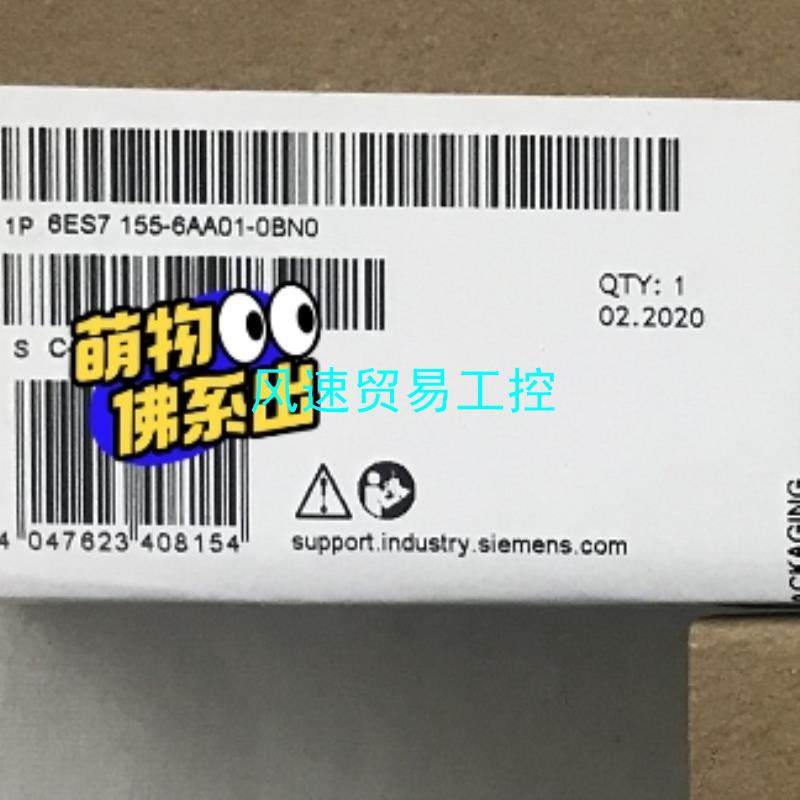 1P 6ES7 155-6AA01-0BN0
QTY: 1
02.2020
S C
萌物
佛系出
风速贸易工控
4 047623 408154
support.industry.siemens.com
ACKAGING